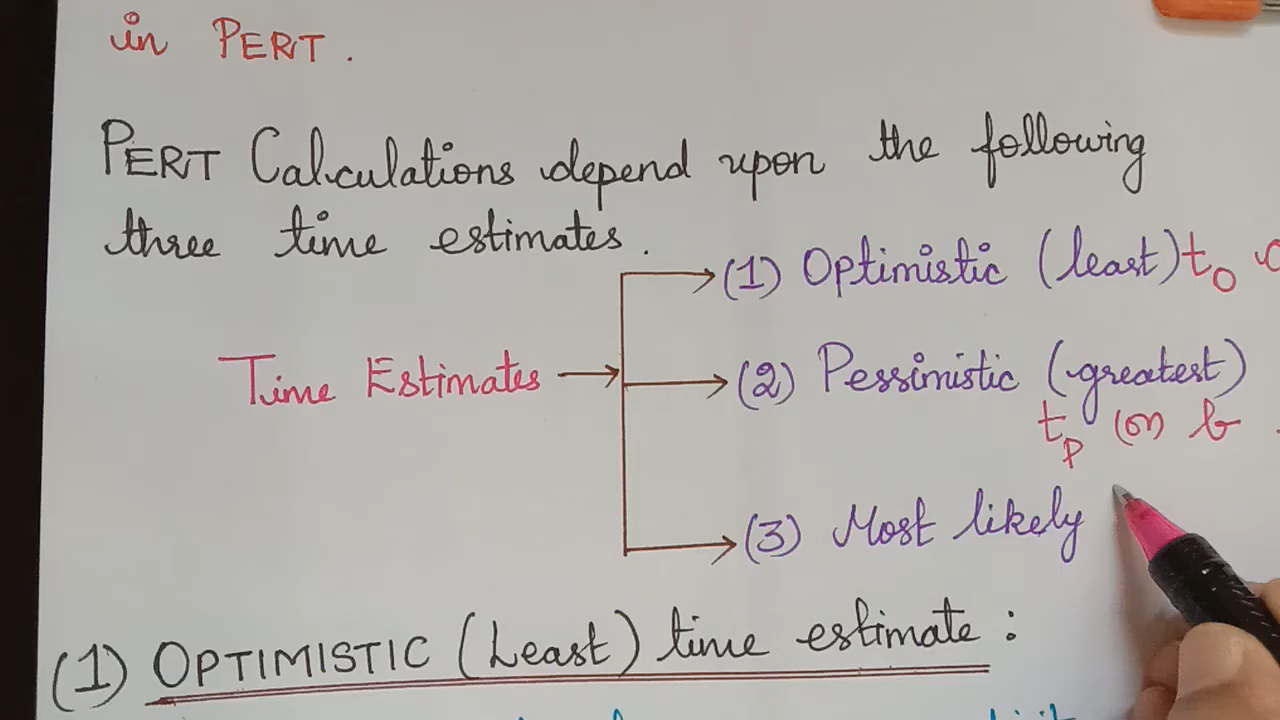 in PERT.
PERT Calculations depend upon the following
three time estimates.
(1) Optimistic (least) to
Time Estimates
(2) Pessimistic (greatest)
tp (or) b
(3) Most likely
(1) OPTIMISTIC (Least) time estimate :